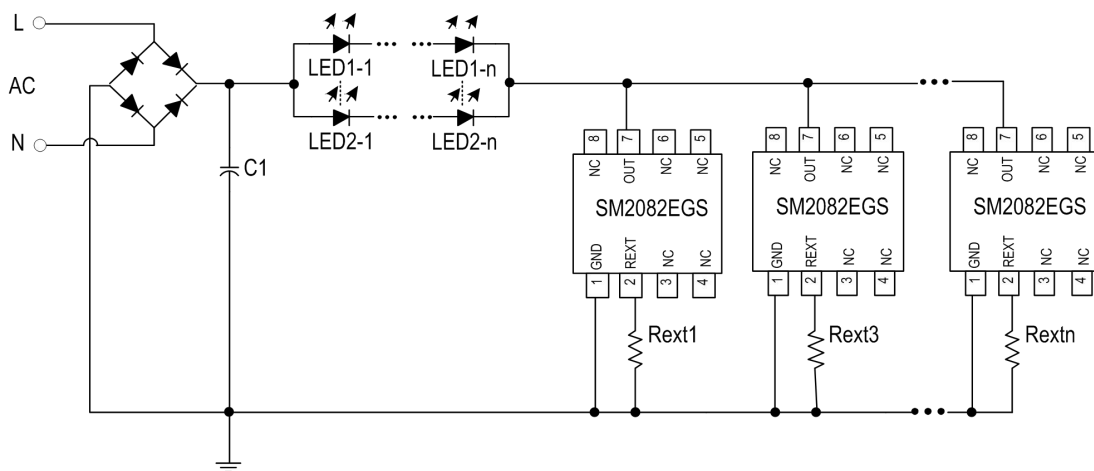 L
AC
N
C1
LED1-1
LED1-n
LED2-1
LED2-n
8 7 6 5
NC OUT NC NC
SM2082EGS
GND REXT NC NC
1 2 3 4
Rext1
8 7 6 5
NC OUT NC NC
SM2082EGS
GND REXT NC NC
1 2 3 4
Rext3
8 7 6 5
NC OUT NC NC
SM2082EGS
GND REXT NC NC
1 2 3 4
Rextn